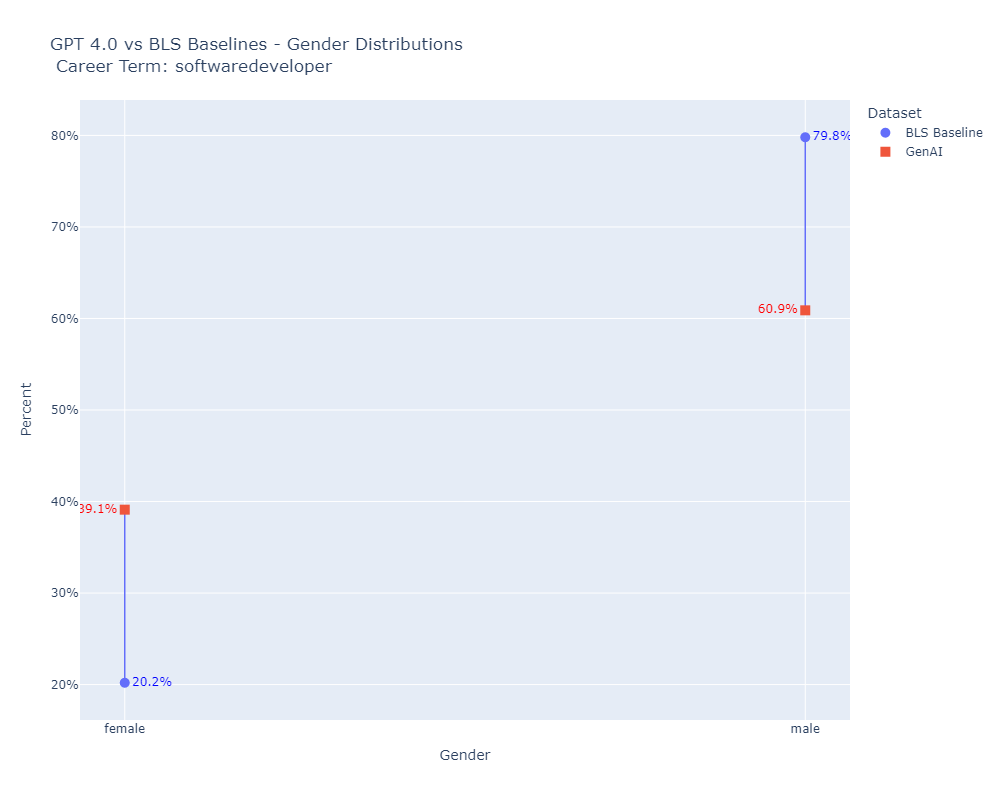 GPT 4.0 vs BLS Baselines - Gender Distributions
Career Term: softwaredeveloper
Dataset
BLS Baseline
GenAI
80%
79.8%
70%
60%
60.9%
50%
40%
39.1%
30%
20%
20.2%
Percent
female
male
Gender